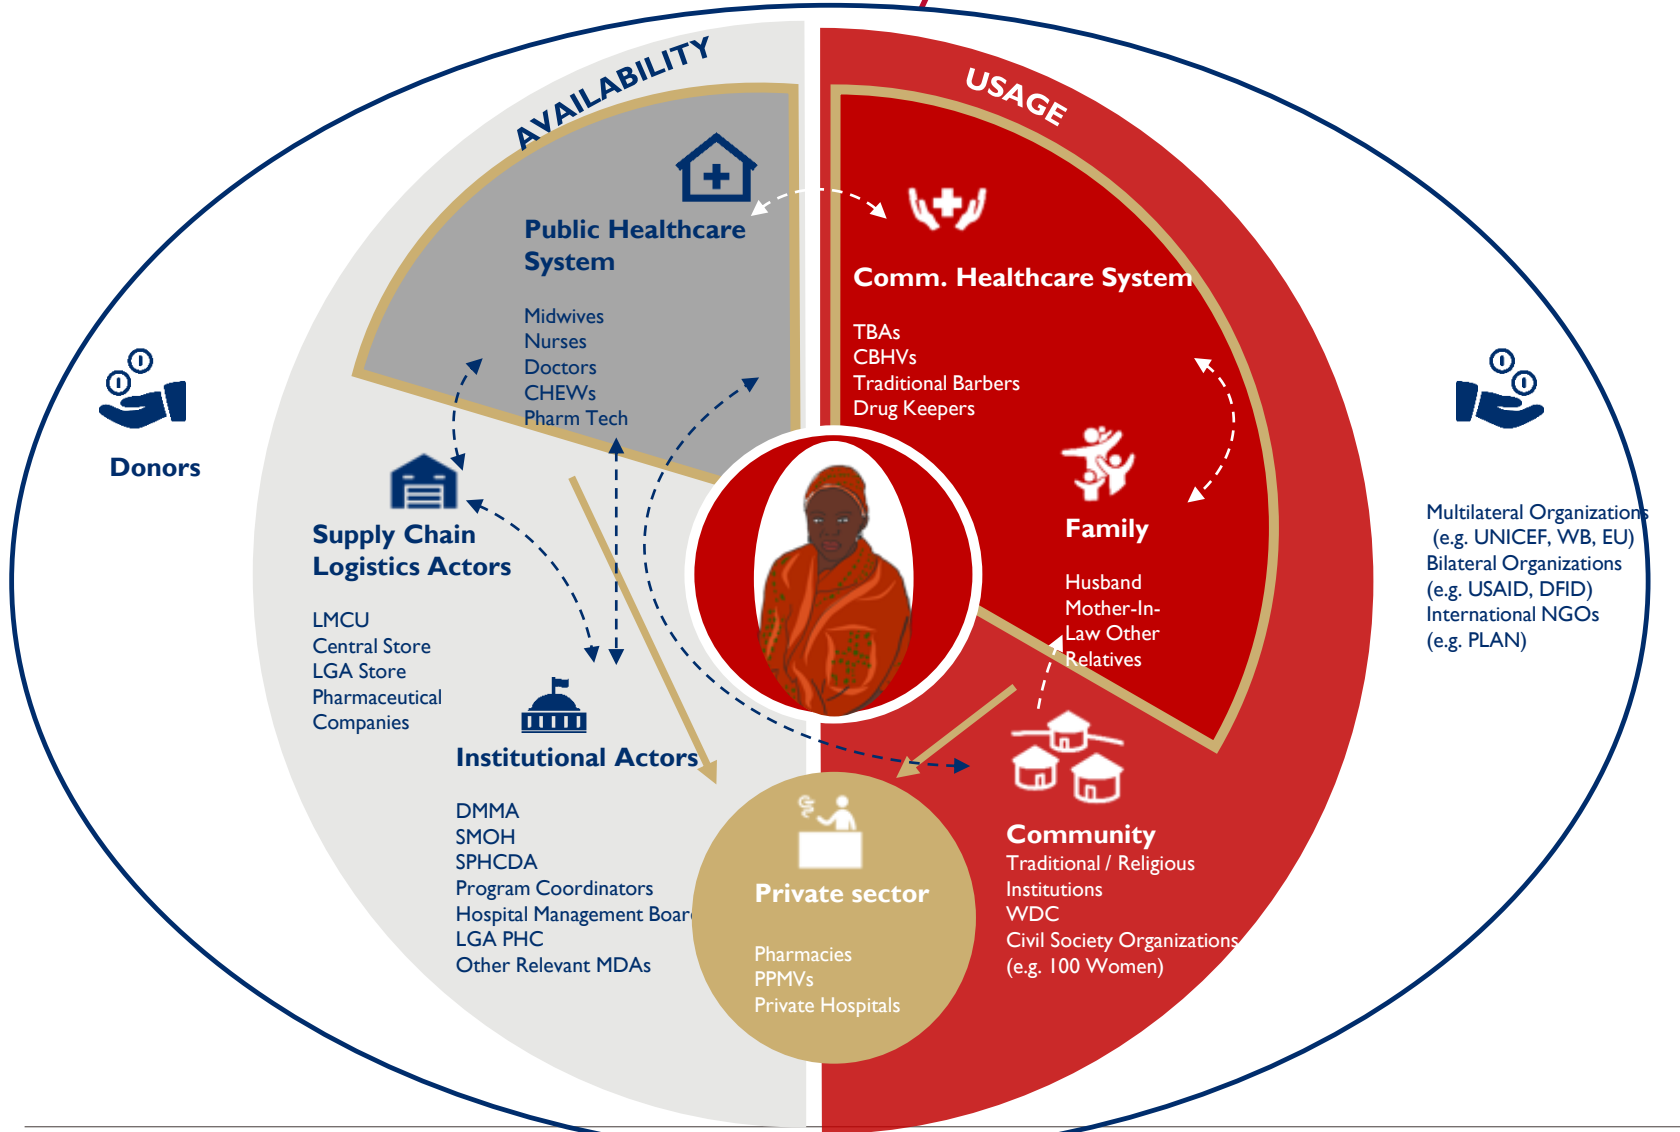 AVAILABILITY
USAGE
Public Healthcare
System
Midwives
Nurses
Doctors
CHEWs
Pharm Tech
Comm. Healthcare System
TBAs
CBHVs
Traditional Barbers
Drug Keepers
Donors
Supply Chain
Logistics Actors
LMCU
Central Store
LGA Store
Pharmaceutical
Companies
Family
Husband
Mother-In-
Law Other
Relatives
Multilateral Organizations
(e.g. UNICEF, WB, EU)
Bilateral Organizations
(e.g. USAID, DFID)
International NGOs
(e.g. PLAN)
Institutional Actors
DMMA
SMOH
SPHCDA
Program Coordinators
Hospital Management Boar
LGA PHC
Other Relevant MDAs
Private sector
Pharmacies
PPMVs
Private Hospitals
Community
Traditional / Religious
Institutions
WDC
Civil Society Organizations
(e.g. 100 Women)